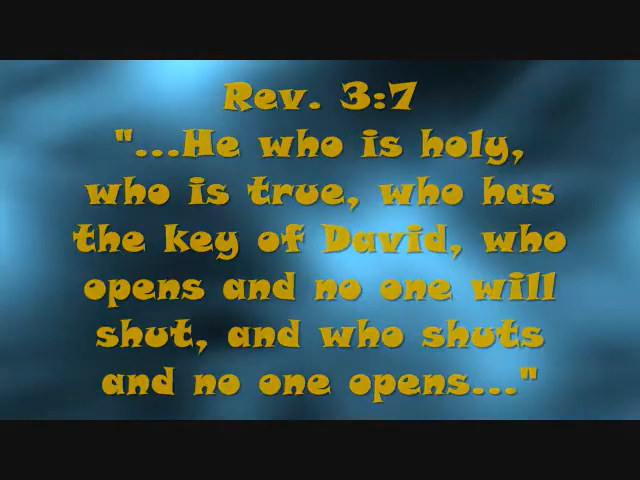 Rev. 3:7
"...He who is holy,
who is true, who has
the key of David, who
opens and no one will
shut, and who shuts
and no one opens..."